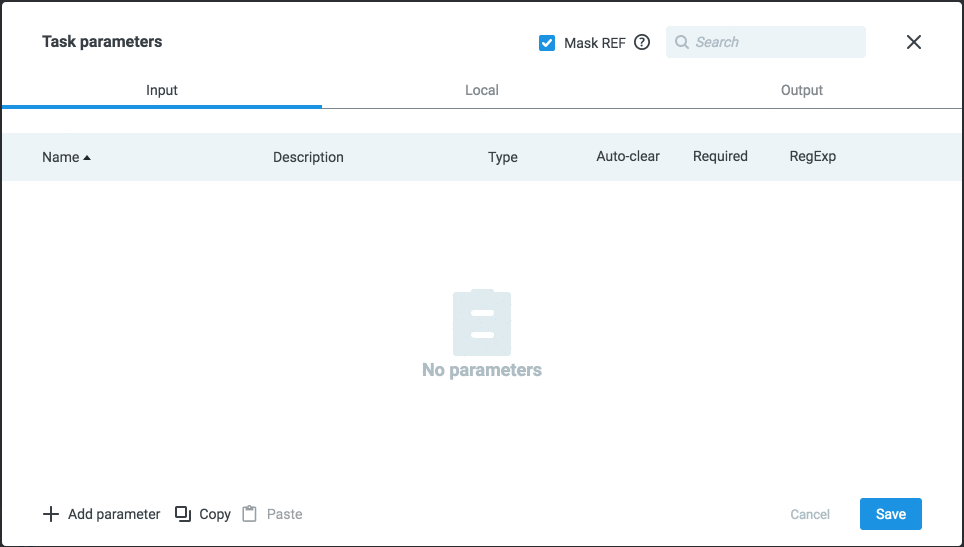 Task parameters
Mask REF ? Search
Input Local Output
Name Description Type Auto-clear Required RegExp
No parameters
Add parameter Copy Paste Cancel Save